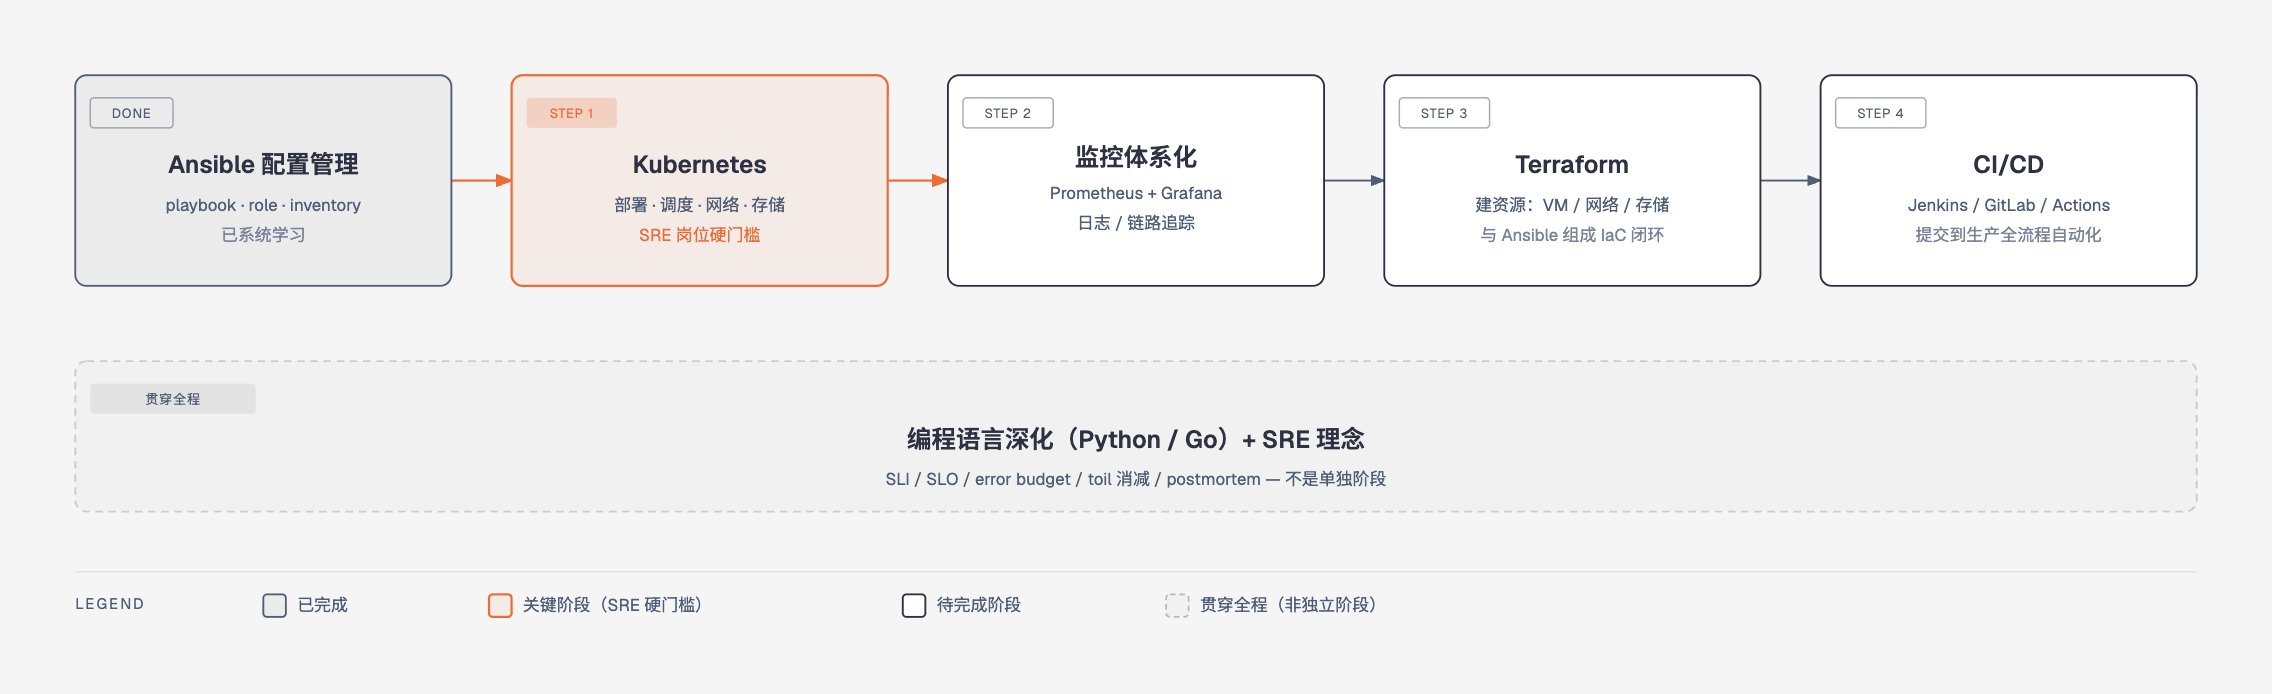 DONE
Ansible 配置管理
playbook · role · inventory
已系统学习
STEP 1
Kubernetes
部署 · 调度 · 网络 · 存储
SRE 岗位硬门槛
STEP 2
监控体系化
Prometheus + Grafana
日志 / 链路追踪
STEP 3
Terraform
建资源：VM / 网络 / 存储
与 Ansible 组成 IaC 闭环
STEP 4
CI/CD
Jenkins / GitLab / Actions
提交到生产全流程自动化
贯穿全程
编程语言深化（Python / Go）+ SRE 理念
SLI / SLO / error budget / toil 消减 / postmortem — 不是单独阶段
LEGEND
已完成
关键阶段（SRE 硬门槛）
待完成阶段
贯穿全程（非独立阶段）